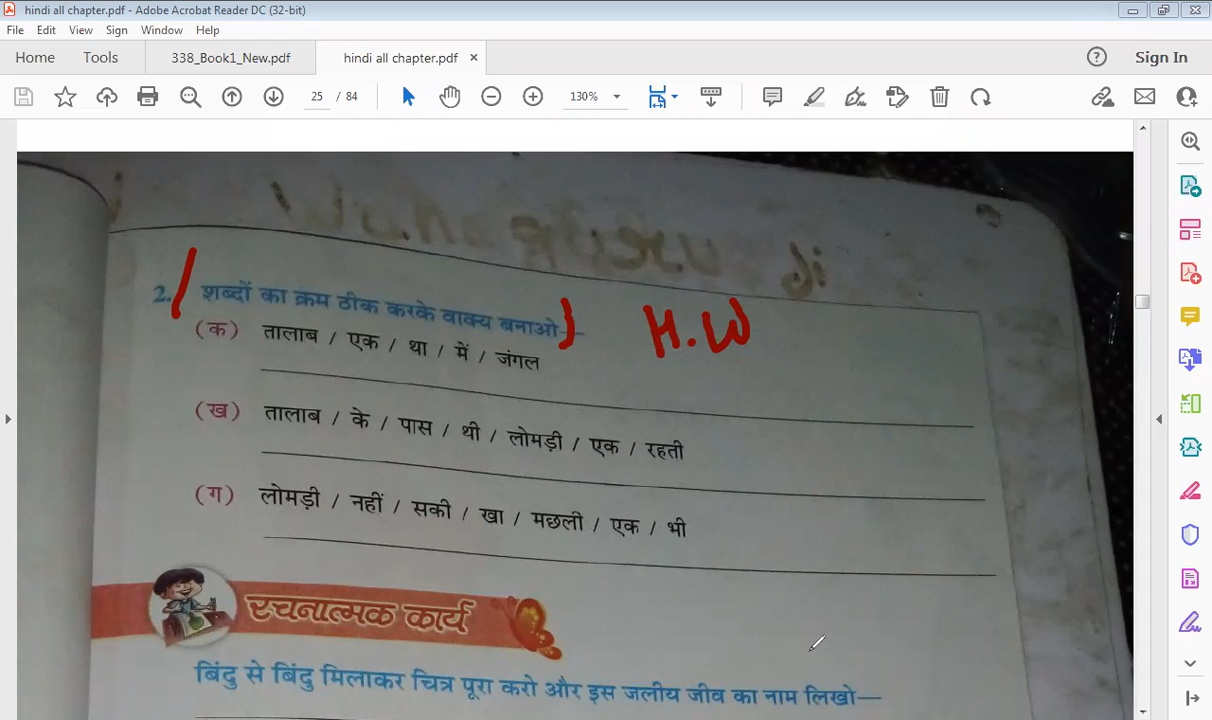 hindi all chapter.pdf - Adobe Acrobat Reader DC (32-bit)
File Edit View Sign Window Help
Home Tools 338_Book1_New.pdf hindi all chapter.pdf × Sign In
25 / 84 130%
2. शब्दों का क्रम ठीक करके वाक्य बनाओ— H.W
(क) तालाब / एक / था / में / जंगल
(ख) तालाब / के / पास / थी / लोमड़ी / एक / रहती
(ग) लोमड़ी / नहीं / सकी / खा / मछली / एक / भी
रचनात्मक कार्य
बिंदु से बिंदु मिलाकर चित्र पूरा करो और इस जलीय जीव का नाम लिखो—